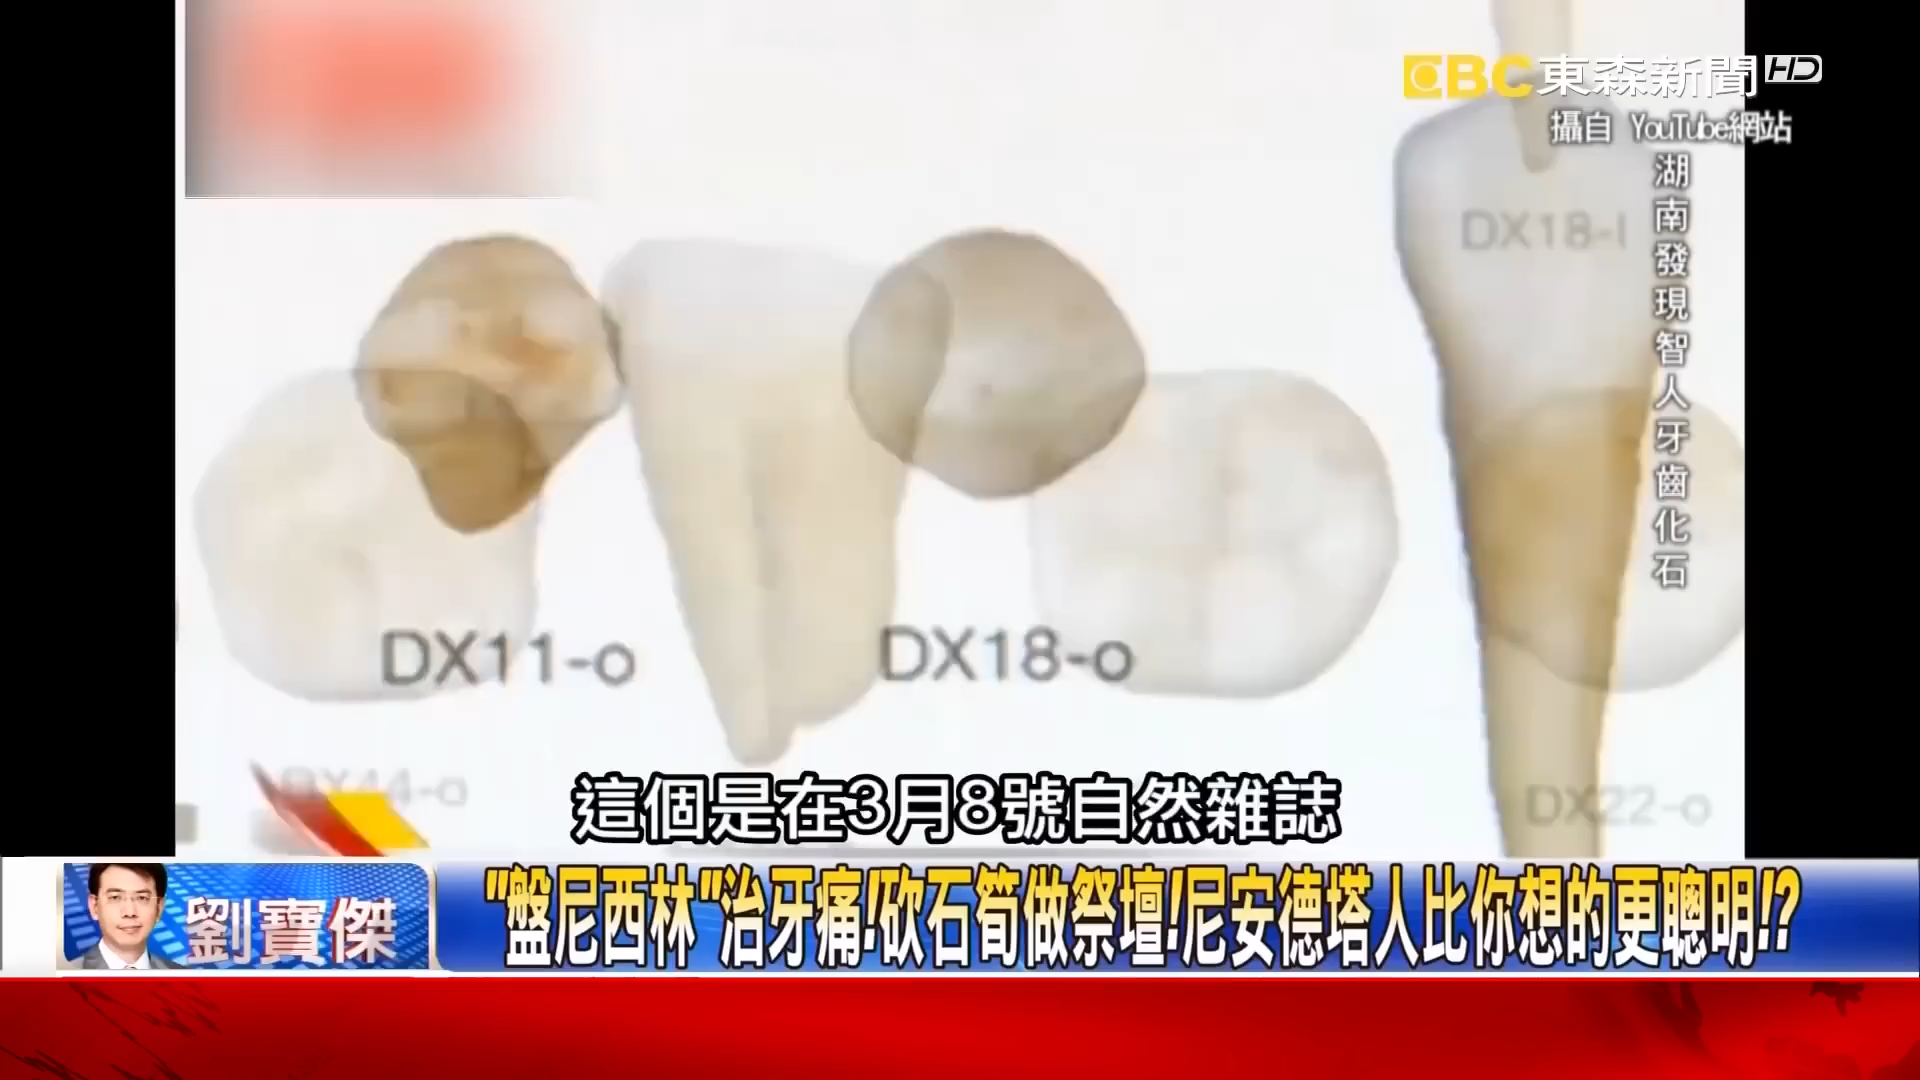 EBC東森新聞HD
攝自 YouTube網站
湖南發現智人牙齒化石
DX18-l
DX11-o
DX18-o
DX44-o
DX22-o
這個是在3月8號自然雜誌
劉寶傑
"盤尼西林"治牙痛!砍石筍做祭壇!尼安德塔人比你想的更聰明!?